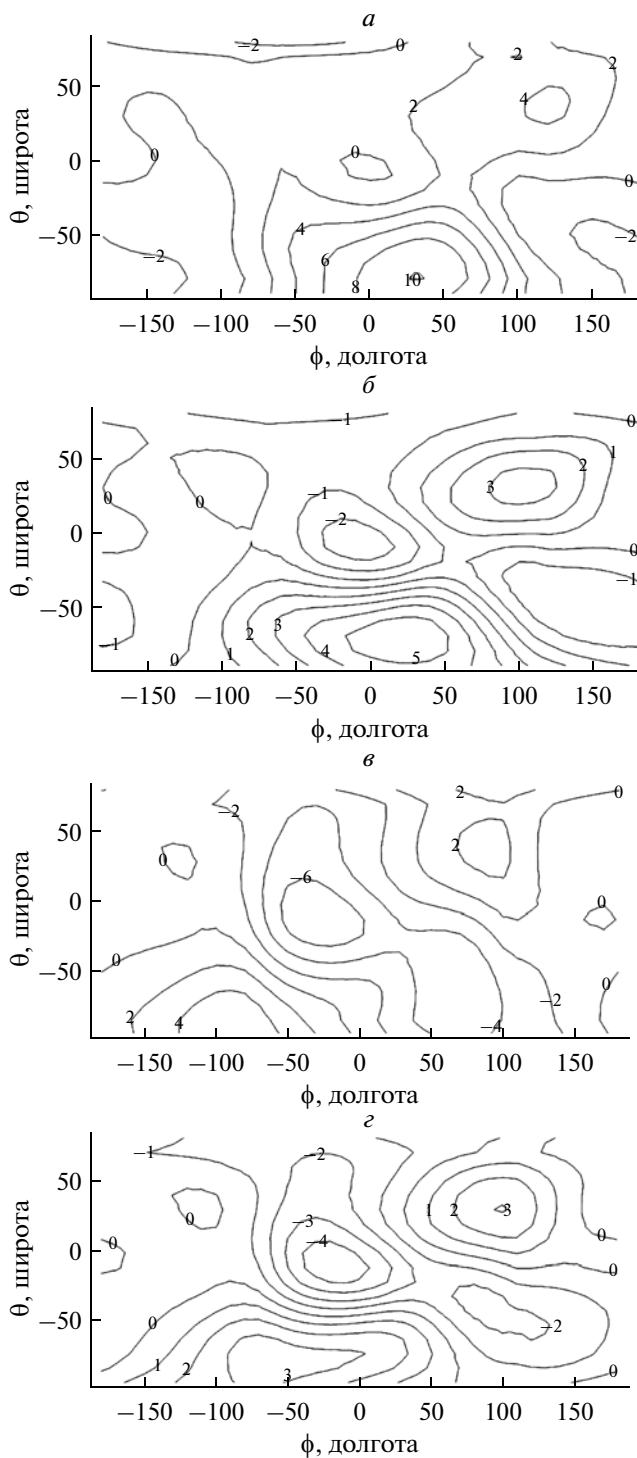 а
−2 0
−2 2
50
4
2
0 0
0 0
4
−50 −2 −2
6
8 10
−150 −100 −50 0 50 100 150
ϕ, долгота
θ, широта
б
−1 0
50 2 1
0 0 −1 3
−2
0 0
−1
−50 3
1 2
0 −1 4 5
−150 −100 −50 0 50 100 150
ϕ, долгота
θ, широта
в
−2 2 0
50
0 2
−6
0 0
−50 0 0
2 4 −4 −2
−150 −100 −50 0 50 100 150
ϕ, долгота
θ, широта
г
−1 −2
50
0 −3 1 2 3
−4 0
0 0 0
−50 0 −2
1 2 3 0
−150 −100 −50 0 50 100 150
ϕ, долгота
θ, широта